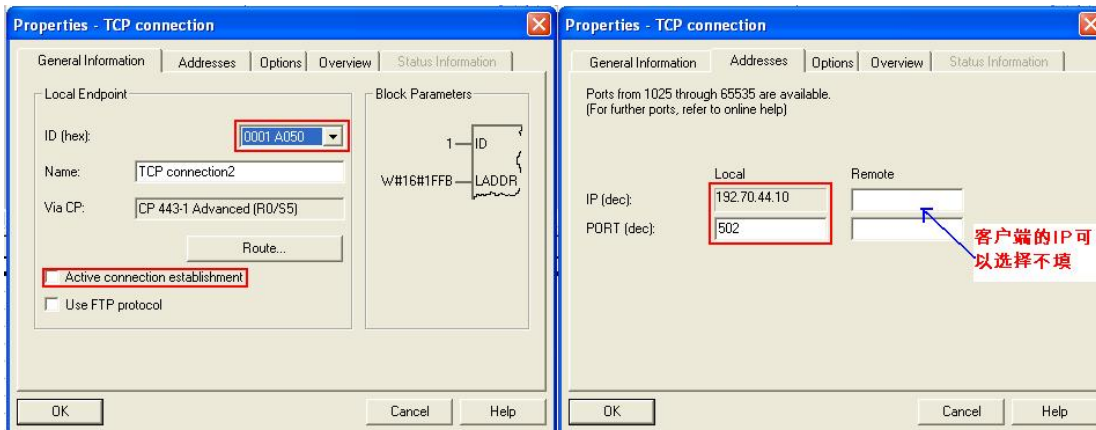 Properties - TCP connection
General Information
Addresses
Options
Overview
Status Information
Local Endpoint
ID (hex):
0001 A050
Name:
TCP connection2
Via CP:
CP 443-1 Advanced (R0/S5)
Route...
Active connection establishment
Use FTP protocol
Block Parameters
1
ID
W#16#1FFB
LADDR
OK
Cancel
Help
Properties - TCP connection
General Information
Addresses
Options
Overview
Status Information
Ports from 1025 through 65535 are available.
(For further ports, refer to online help)
Local
Remote
IP (dec):
192.70.44.10
PORT (dec):
502
客户端的IP可
以选择不填
OK
Cancel
Help